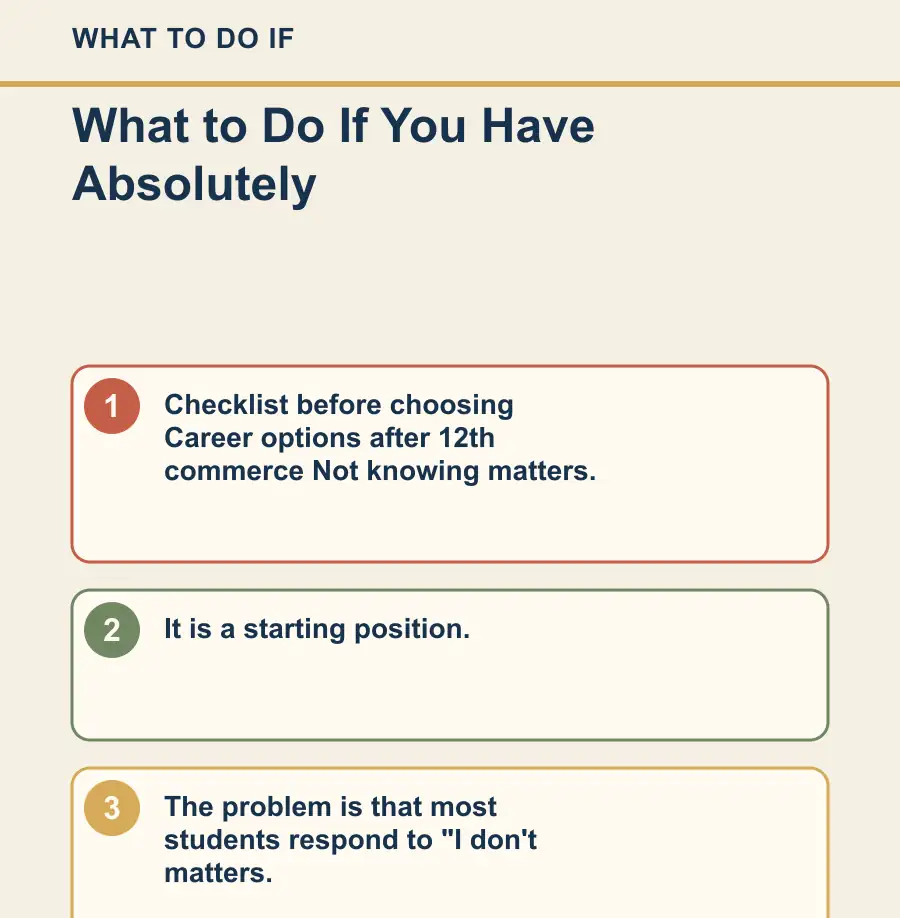 WHAT TO DO IF
What to Do If You Have
Absolutely
1
Checklist before choosing
Career options after 12th
commerce Not knowing matters.
2
It is a starting position.
3
The problem is that most
students respond to "I don't
matters.